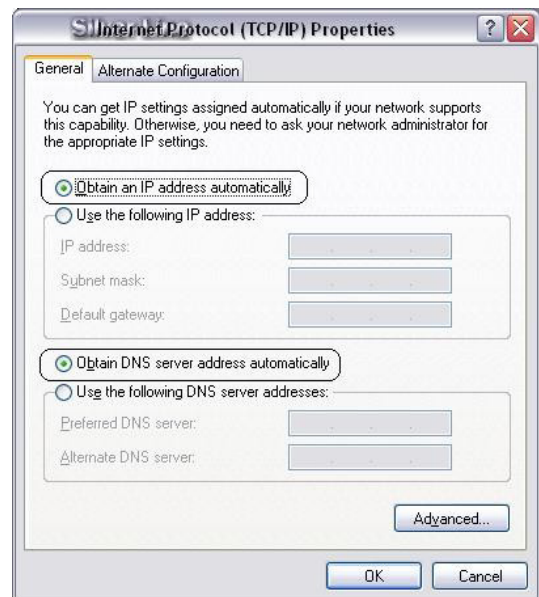 Internet Protocol (TCP/IP) Properties
General
Alternate Configuration
You can get IP settings assigned automatically if your network supports
this capability. Otherwise, you need to ask your network administrator for
the appropriate IP settings.
Obtain an IP address automatically
Use the following IP address:
IP address:
Subnet mask:
Default gateway:
Obtain DNS server address automatically
Use the following DNS server addresses:
Preferred DNS server:
Alternate DNS server:
Advanced...
OK
Cancel